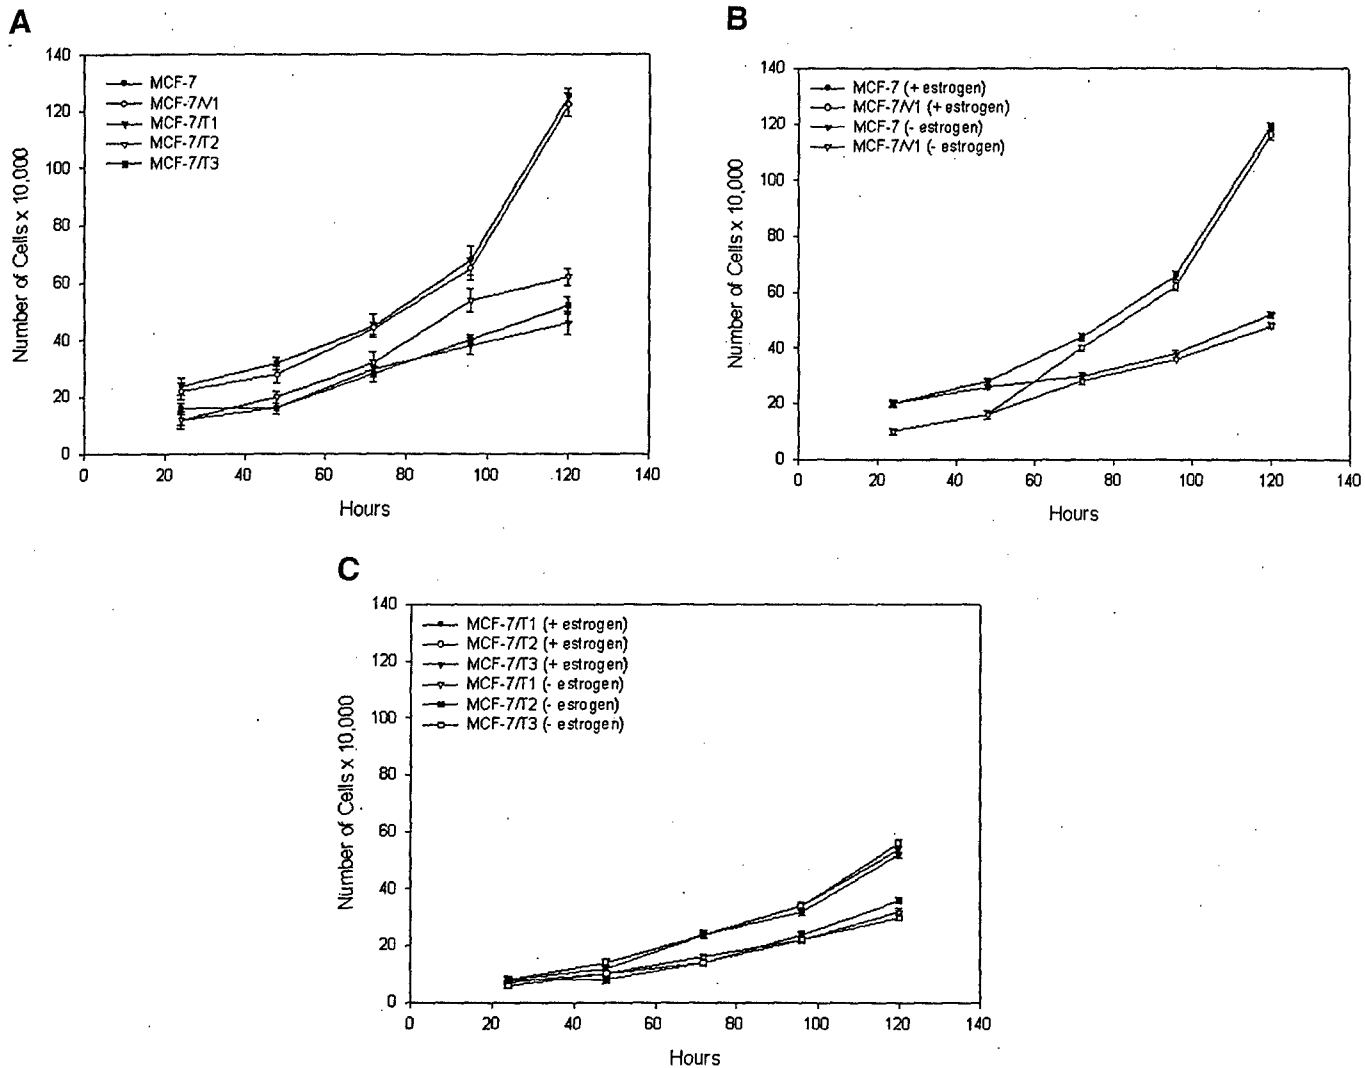 A
140
120
100
80
60
40
20
0
Number of Cells x 10,000
MCF-7
MCF-7/V1
MCF-7/T1
MCF-7/T2
MCF-7/T3
0 20 40 60 80 100 120 140
Hours
B
140
120
100
80
60
40
20
0
Number of Cells x 10,000
MCF-7 (+ estrogen)
MCF-7/V1 (+ estrogen)
MCF-7 (- estrogen)
MCF-7/V1 (- estrogen)
0 20 40 60 80 100 120 140
Hours
C
140
120
100
80
60
40
20
0
Number of Cells x 10,000
MCF-7/T1 (+ estrogen)
MCF-7/T2 (+ estrogen)
MCF-7/T3 (+ estrogen)
MCF-7/T1 (- estrogen)
MCF-7/T2 (- esrogen)
MCF-7/T3 (- estrogen)
0 20 40 60 80 100 120 140
Hours